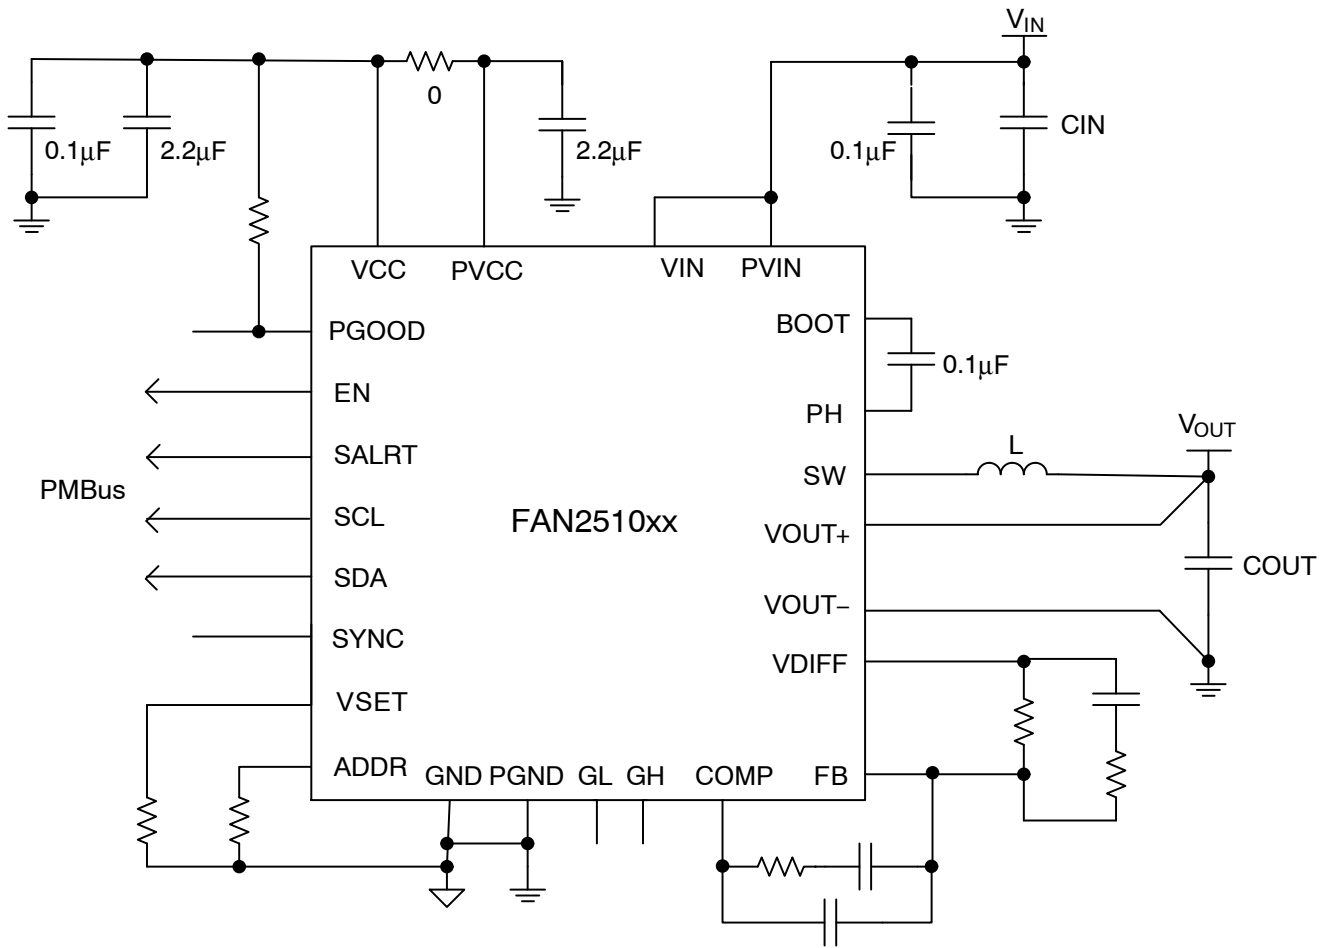 V_IN
0
0.1µF
2.2µF
2.2µF
0.1µF
CIN
VCC
PVCC
VIN
PVIN
PGOOD
BOOT
0.1µF
EN
PH
SALRT
PMBus
SCL
SDA
SYNC
VSET
ADDR
FAN2510xx
SW
L
V_OUT
VOUT+
COUT
VOUT−
VDIFF
FB
GND
PGND
GL
GH
COMP